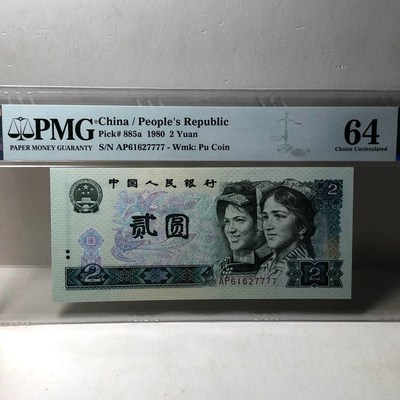 PMG
PAPER MONEY GUARANTY
China / People's Republic
Pick# 885a 1980 2 Yuan
S/N AP61627777 - Wmk: Pu Coin
64
Choice Uncirculated
中国人民银行
2
贰圆
AP61627777
2
2